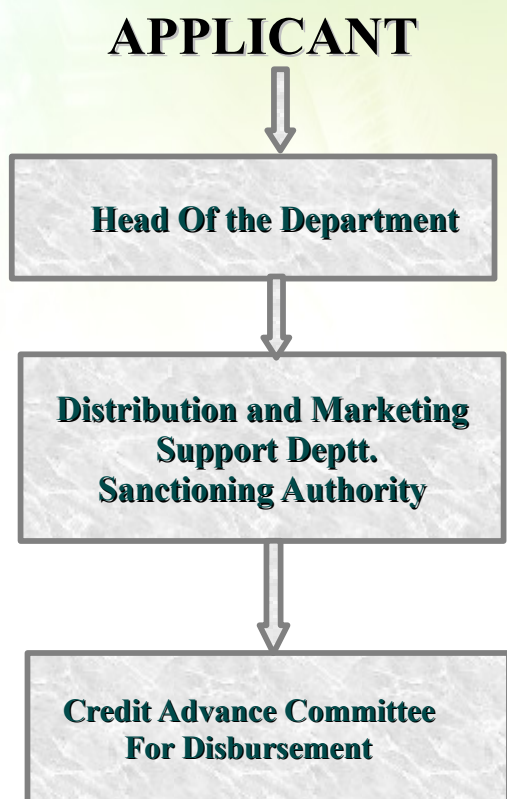 APPLICANT
Head Of the Department
Distribution and Marketing
Support Deptt.
Sanctioning Authority
Credit Advance Committee
For Disbursement